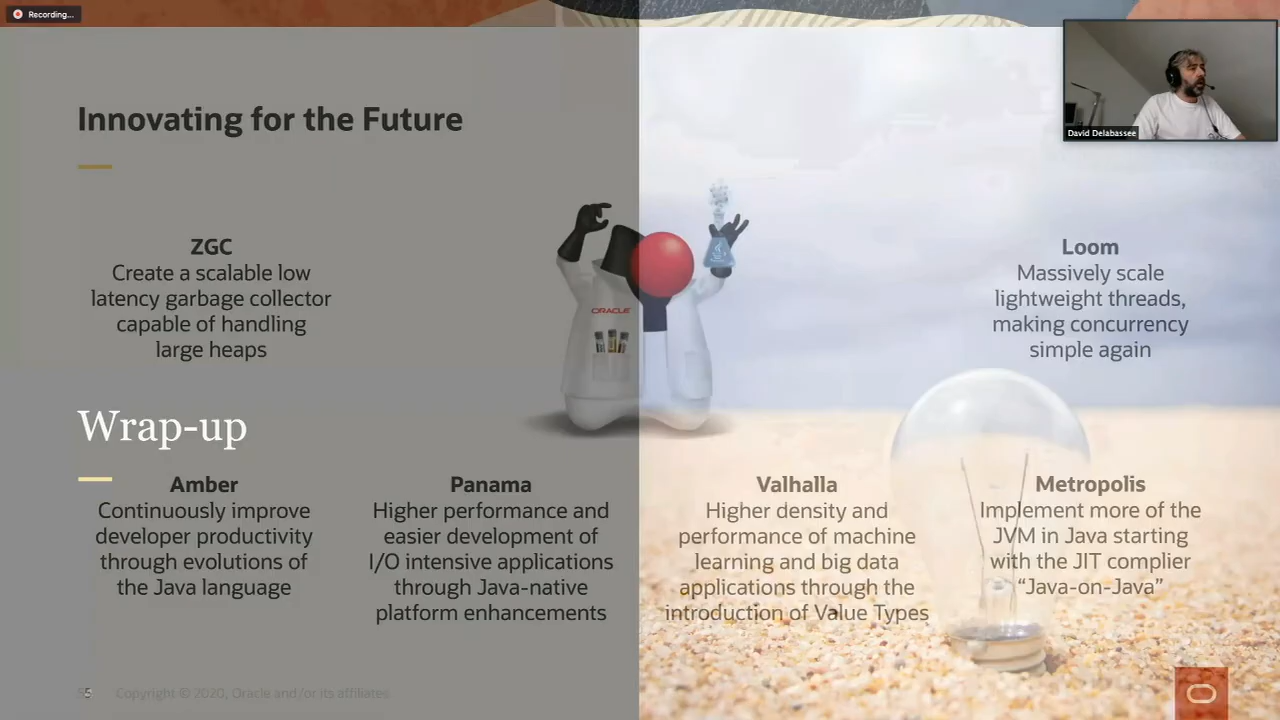 Recording...
David Delabassee
Innovating for the Future
ZGC
Create a scalable low
latency garbage collector
capable of handling
large heaps
ORACLE
Loom
Massively scale
lightweight threads,
making concurrency
simple again
Wrap-up
Amber
Continuously improve
developer productivity
through evolutions of
the Java language
Panama
Higher performance and
easier development of
I/O intensive applications
through Java-native
platform enhancements
Valhalla
Higher density and
performance of machine
learning and big data
applications through the
introduction of Value Types
Metropolis
Implement more of the
JVM in Java starting
with the JIT complier
“Java-on-Java”
Copyright © 2020, Oracle and/or its affiliates